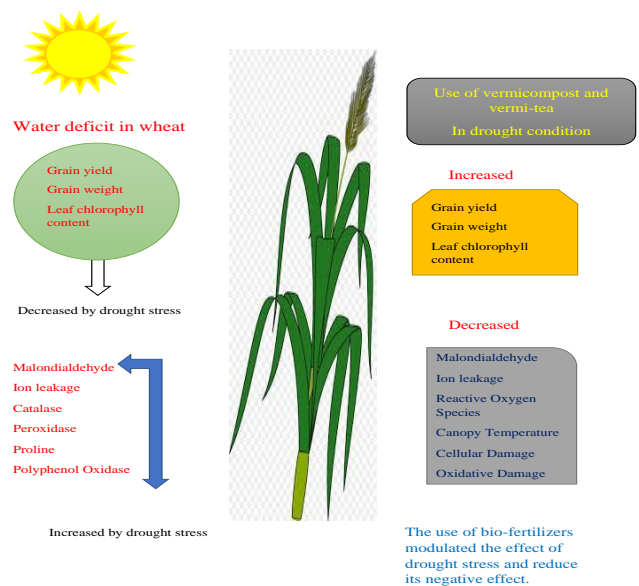 Water deficit in wheat
Grain yield
Grain weight
Leaf chlorophyll
content
Decreased by drought stress
Malondialdehyde
Ion leakage
Catalase
Peroxidase
Proline
Polyphenol Oxidase
Increased by drought stress
Use of vermicompost and
vermi-tea
In drought condition
Increased
Grain yield
Grain weight
Leaf chlorophyll
content
Decreased
Malondialdehyde
Ion leakage
Reactive Oxygen
Species
Canopy Temperature
Cellular Damage
Oxidative Damage
The use of bio-fertilizers
modulated the effect of
drought stress and reduce
its negative effect.